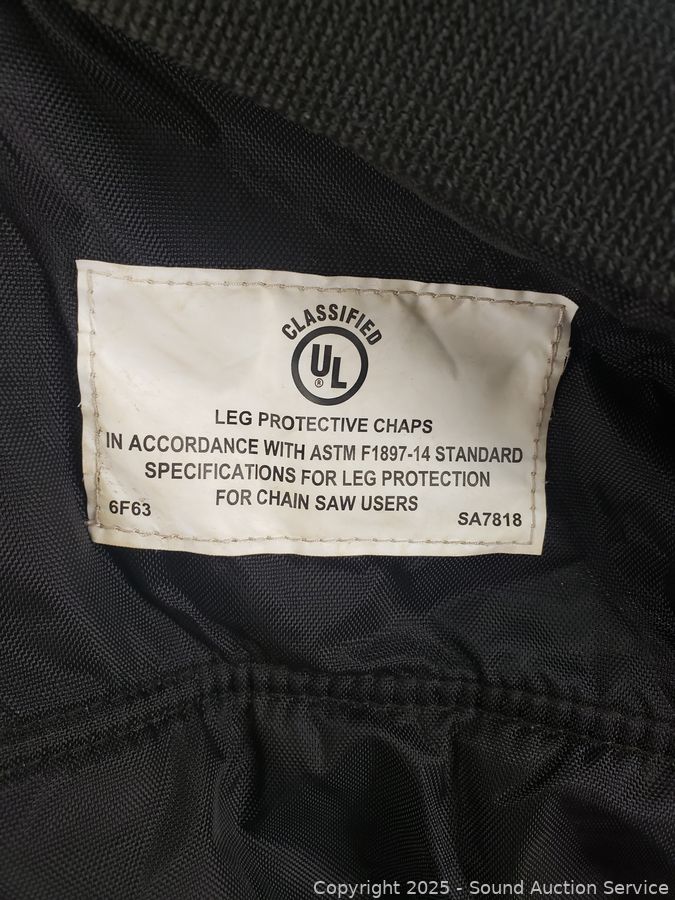 CLASSIFIED
UL
®
LEG PROTECTIVE CHAPS
IN ACCORDANCE WITH ASTM F1897-14 STANDARD
SPECIFICATIONS FOR LEG PROTECTION
FOR CHAIN SAW USERS
6F63 SA7818
Copyright 2025 - Sound Auction Service